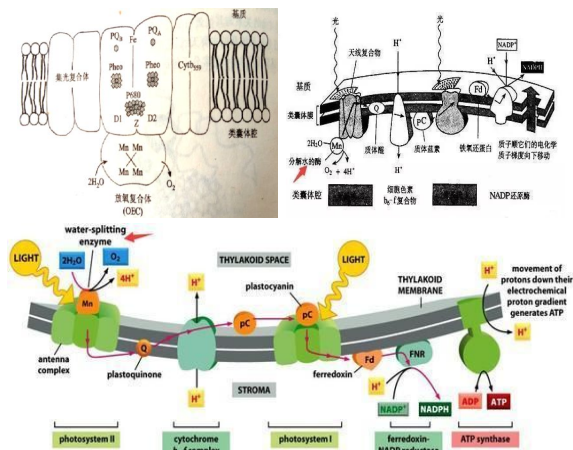 PQB Fe PQA
Pheo Pheo
集光复合体
Cytb559
P680
D1 Z D2
Mn Mn
Mn Mn
2H₂O O₂
放氧复合体
(OEC)
基质
类囊体腔
光
光
天线复合物
H⁺
H⁺
NADP⁺
NADPH
基质
类囊体膜
Q
pC
Fd
2H₂O
Mn
分解水的酶
O₂ + 4H⁺
质体醌
H⁺
质体蓝素
铁氧还蛋白
质子顺它们的电化学
质子梯度向下移动
类囊体腔
细胞色素
b₆-f复合物
NADP还原酶
water-splitting
enzyme
LIGHT
2H₂O
O₂
4H⁺
Mn
H⁺
THYLAKOID SPACE
plastocyanin
pC
pC
LIGHT
THYLAKOID
MEMBRANE
H⁺
movement of
protons down their
electrochemical
proton gradient
generates ATP
H⁺
antenna
complex
Q
plastoquinone
H⁺
STROMA
ferredoxin
Fd
FNR
H⁺
NADP⁺
NADPH
ADP
ATP
photosystem II
cytochrome
photosystem I
ferredoxin-
ATP synthase